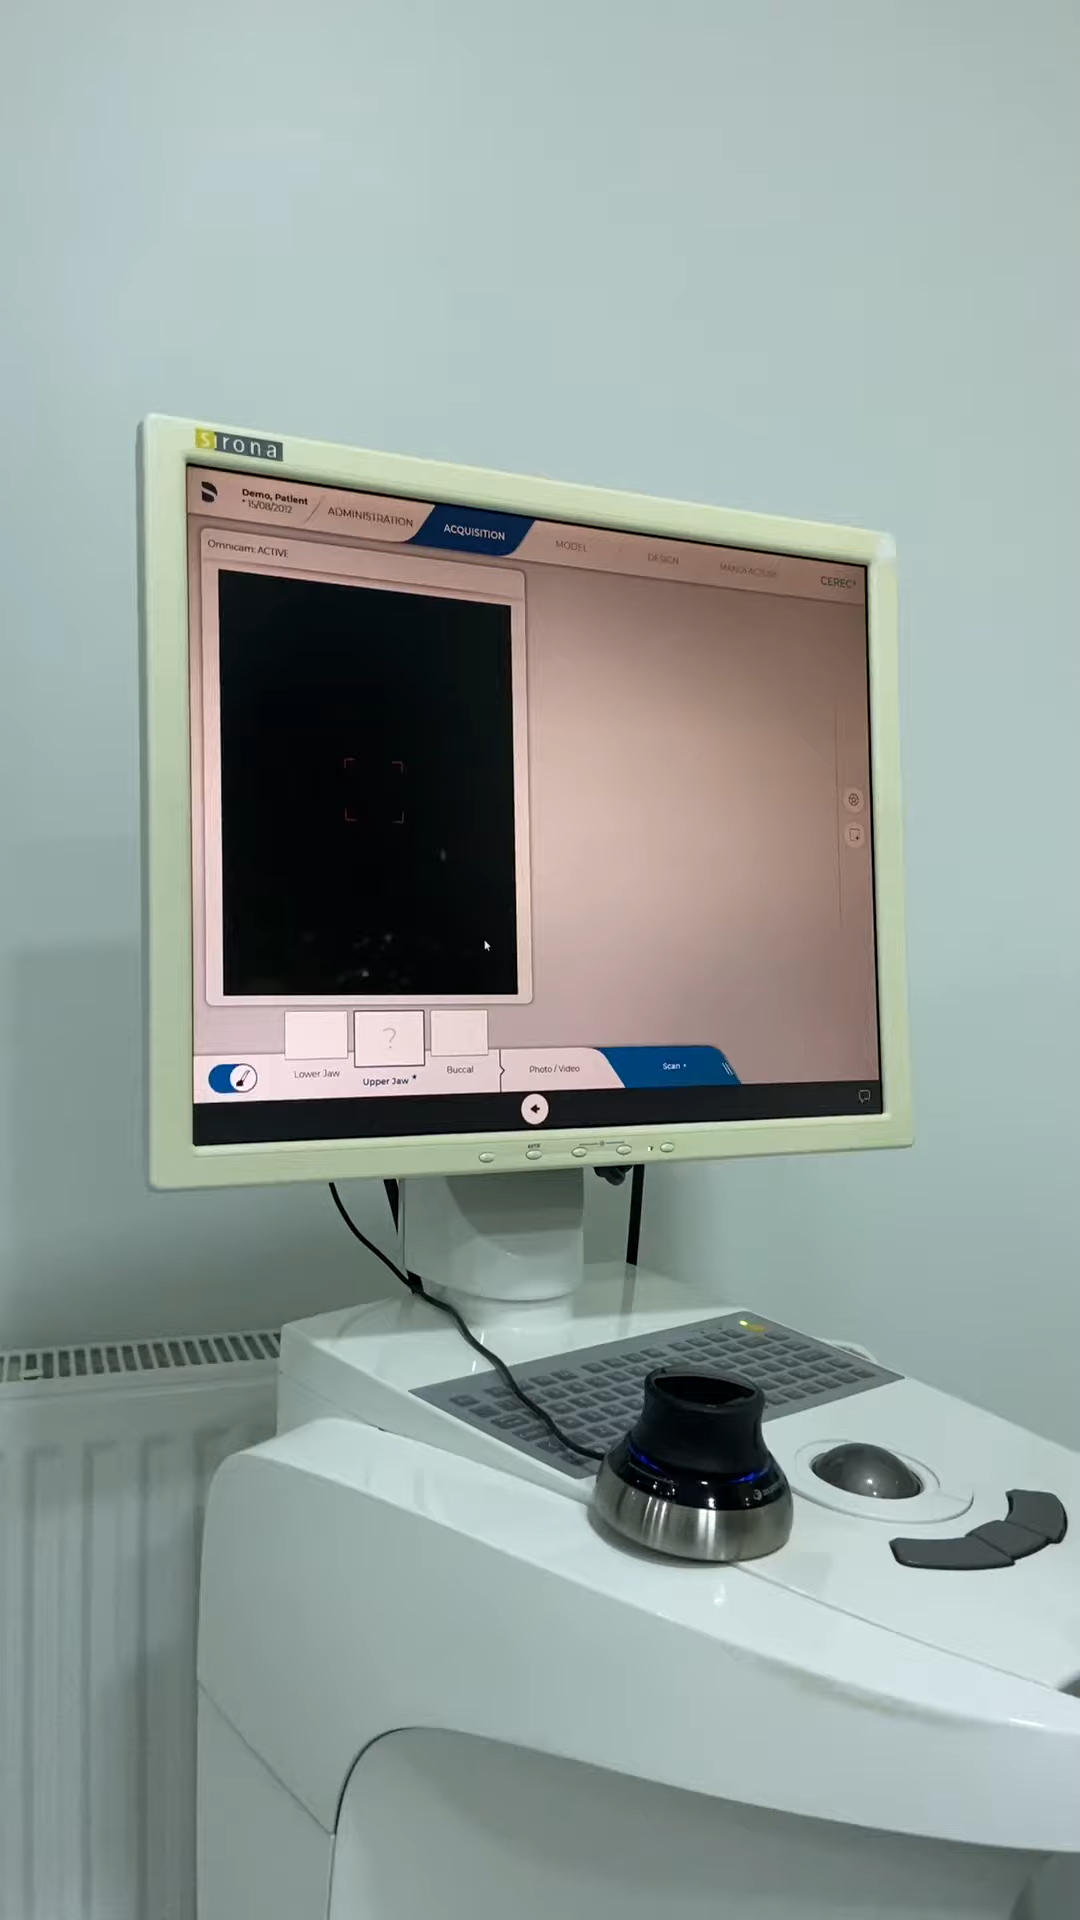 sirona
Demo, Patient
* 15/08/2012
ADMINISTRATION
ACQUISITION
MODEL
DESIGN
MANUFACTURE
CEREC®
Omnicam: ACTIVE
?
Lower Jaw
Upper Jaw *
Buccal
Photo / Video
Scan